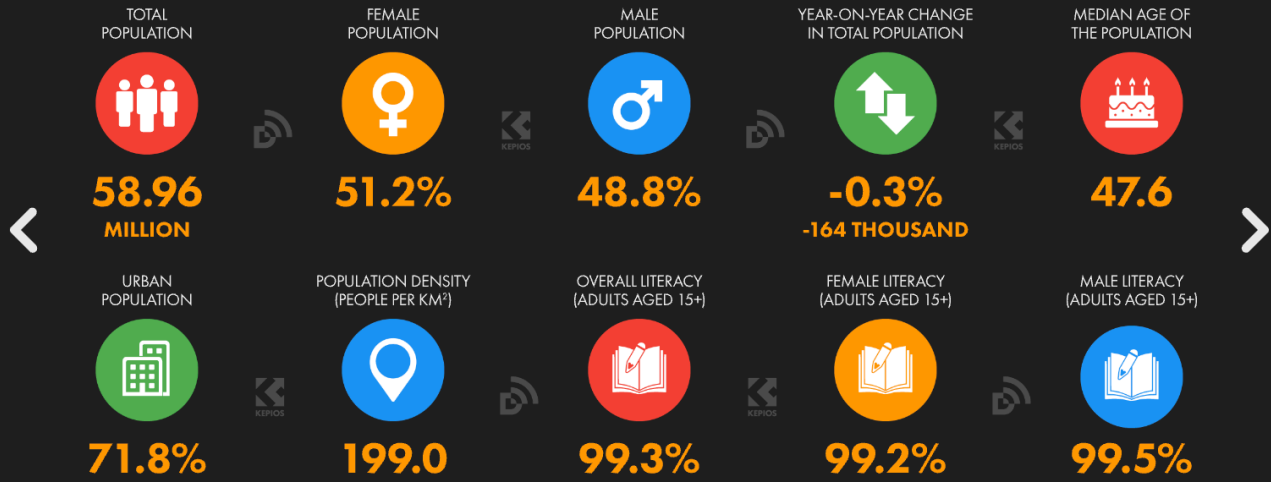 TOTAL
POPULATION
FEMALE
POPULATION
MALE
POPULATION
YEAR-ON-YEAR CHANGE
IN TOTAL POPULATION
MEDIAN AGE OF
THE POPULATION
KEPIOS
KEPIOS
58.96
MILLION
51.2%
48.8%
-0.3%
-164 THOUSAND
47.6
URBAN
POPULATION
POPULATION DENSITY
(PEOPLE PER KM²)
OVERALL LITERACY
(ADULTS AGED 15+)
FEMALE LITERACY
(ADULTS AGED 15+)
MALE LITERACY
(ADULTS AGED 15+)
KEPIOS
KEPIOS
71.8%
199.0
99.3%
99.2%
99.5%